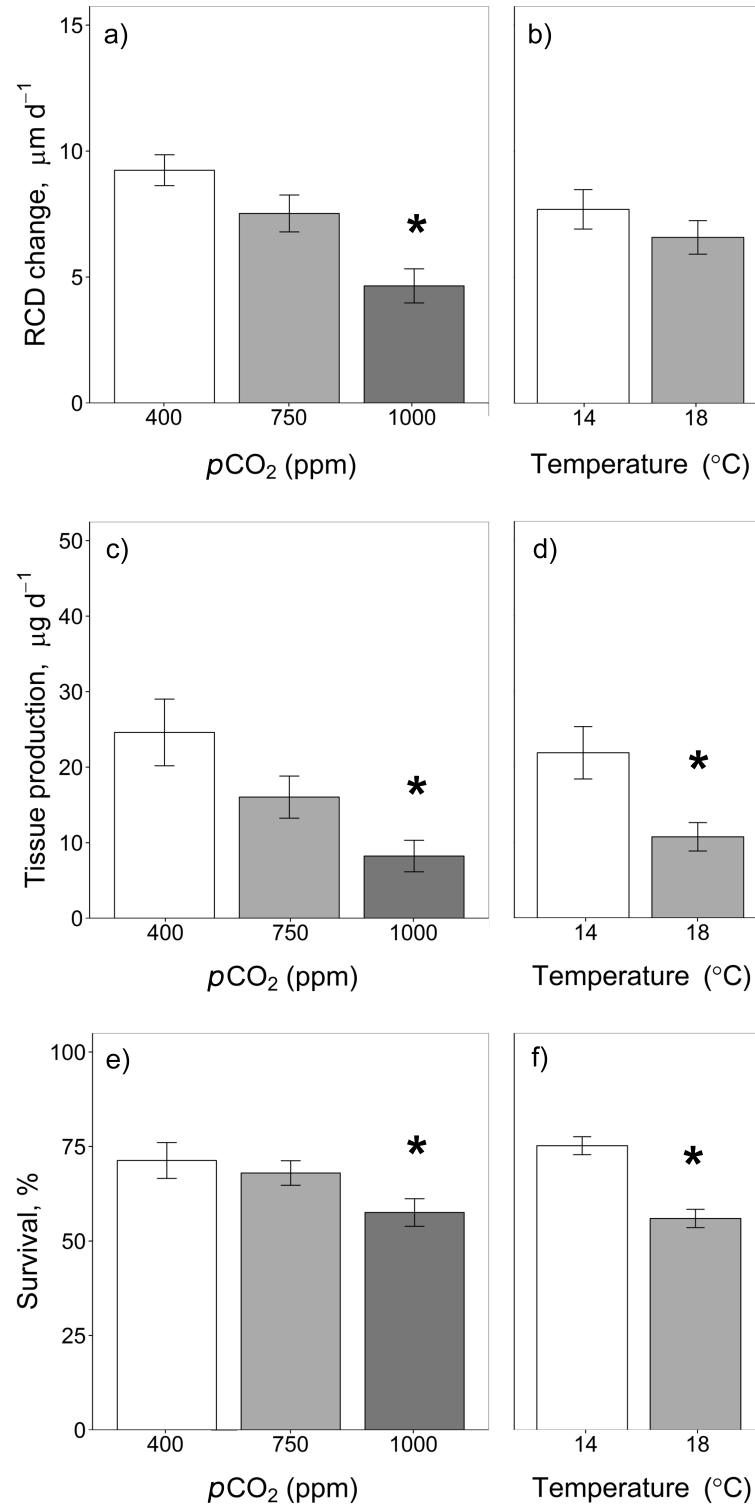 a)
b)
RCD change, μm d⁻¹
15
10
5
0
400 750 1000
14 18
pCO₂ (ppm)
Temperature (°C)
*
c)
d)
Tissue production, μg d⁻¹
50
40
30
20
10
0
*
*
400 750 1000
14 18
pCO₂ (ppm)
Temperature (°C)
e)
f)
Survival, %
100
75
50
25
0
*
*
400 750 1000
14 18
pCO₂ (ppm)
Temperature (°C)